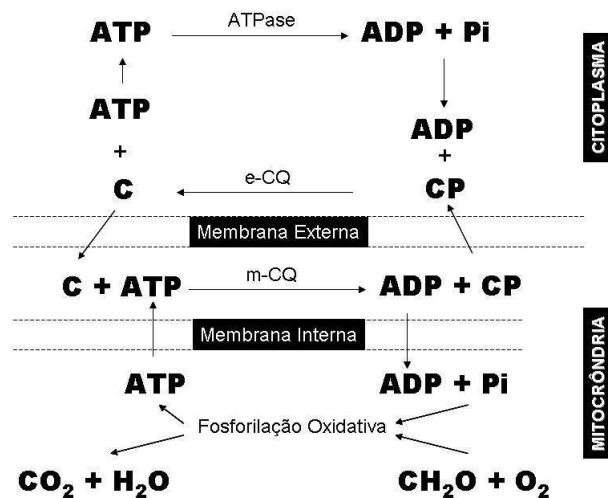 ATPase
ATP
ADP + Pi
ATP
+
C
ADP
+
CP
e-CQ
CITOPLASMA
Membrana Externa
m-CQ
C + ATP
ADP + CP
Membrana Interna
ATP
ADP + Pi
Fosforilação Oxidativa
CO₂ + H₂O
CH₂O + O₂
MITOCRÔNDRIA